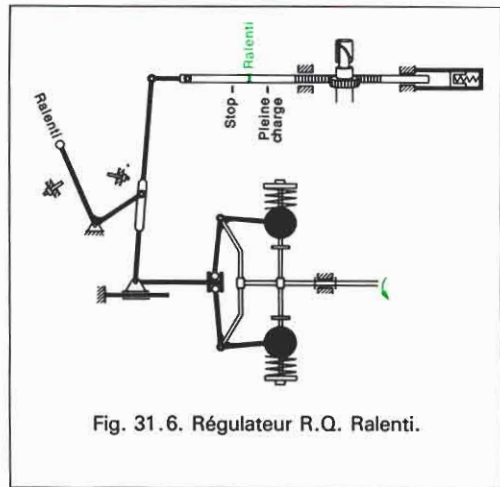 Ralenti
Stop –
Pleine –
charge
Ralenti
Fig. 31.6. Régulateur R.Q. Ralenti.